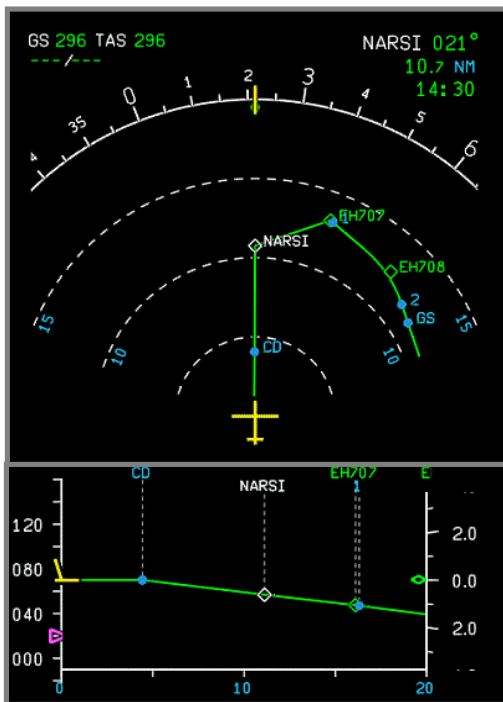 GS 296 TAS 296
---/---
NARSI 021°
10.7 NM
14:30
4 35 0 1 2 3 4 5 6
EH707
1
NARSI
EH708
2
GS
CD
15 10 10 15
CD NARSI EH707 E
1
120
080
040
000
2.0
0.0
2.0
0 10 20